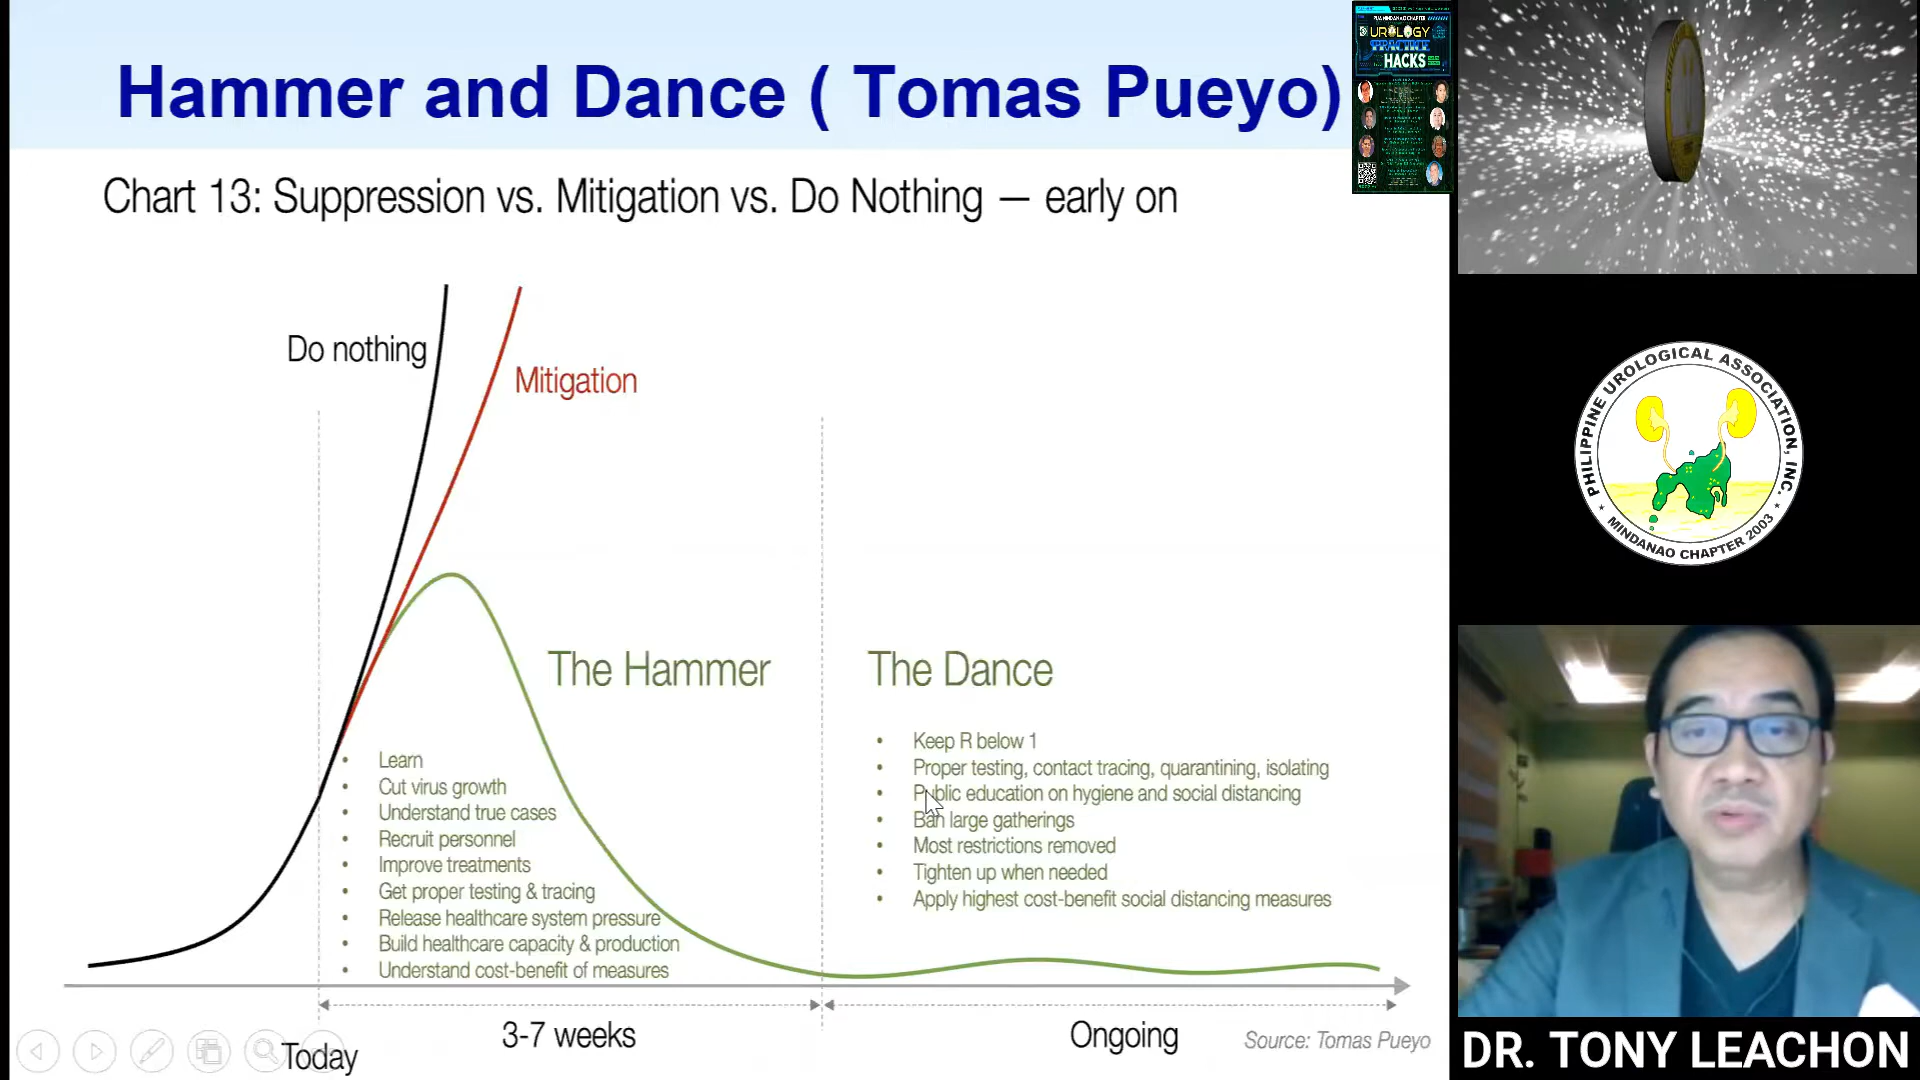 Hammer and Dance ( Tomas Pueyo)
Chart 13: Suppression vs. Mitigation vs. Do Nothing — early on
Do nothing
Mitigation
The Hammer
• Learn
• Cut virus growth
• Understand true cases
• Recruit personnel
• Improve treatments
• Get proper testing & tracing
• Release healthcare system pressure
• Build healthcare capacity & production
• Understand cost-benefit of measures
The Dance
• Keep R below 1
• Proper testing, contact tracing, quarantining, isolating
• Public education on hygiene and social distancing
• Ban large gatherings
• Most restrictions removed
• Tighten up when needed
• Apply highest cost-benefit social distancing measures
3-7 weeks
Ongoing
Source: Tomas Pueyo
Today
PUA MINDANAO CHAPTER
UROLOGY
PRACTICE
HACKS
PHILIPPINE UROLOGICAL ASSOCIATION, INC.
MINDANAO CHAPTER 2003
DR. TONY LEACHON